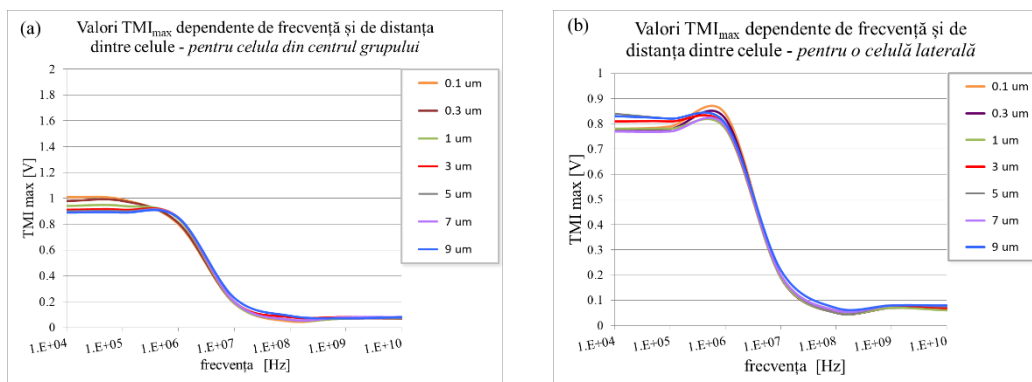 (a)
Valori TMImax dependente de frecvență și de distanța
dintre celule - pentru celula din centrul grupului
TMI max [V]
2
1.8
1.6
1.4
1.2
1
0.8
0.6
0.4
0.2
0
1.E+04 1.E+05 1.E+06 1.E+07 1.E+08 1.E+09 1.E+10
frecvența [Hz]
0.1 um
0.3 um
1 um
3 um
5 um
7 um
9 um
(b)
Valori TMImax dependente de frecvență și de
distanța dintre celule - pentru o celulă laterală
TMI max [V]
1
0.9
0.8
0.7
0.6
0.5
0.4
0.3
0.2
0.1
0
1.E+04 1.E+05 1.E+06 1.E+07 1.E+08 1.E+09 1.E+10
frecvența [Hz]
0.1 um
0.3 um
1 um
3 um
5 um
7 um
9 um